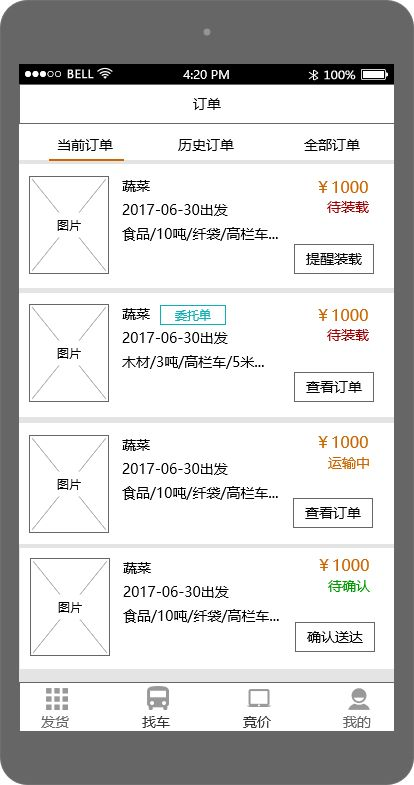 BELL 4:20 PM 100%
订单
当前订单 历史订单 全部订单
图片
蔬菜
¥1000
2017-06-30出发
待装载
食品/10吨/纤袋/高栏车...
提醒装载
图片
蔬菜 委托单
¥1000
2017-06-30出发
待装载
木材/3吨/高栏车/5米...
查看订单
图片
蔬菜
¥1000
2017-06-30出发
运输中
食品/10吨/纤袋/高栏车...
查看订单
图片
蔬菜
¥1000
2017-06-30出发
待确认
食品/10吨/纤袋/高栏车...
确认送达
发货 找车 竞价 我的